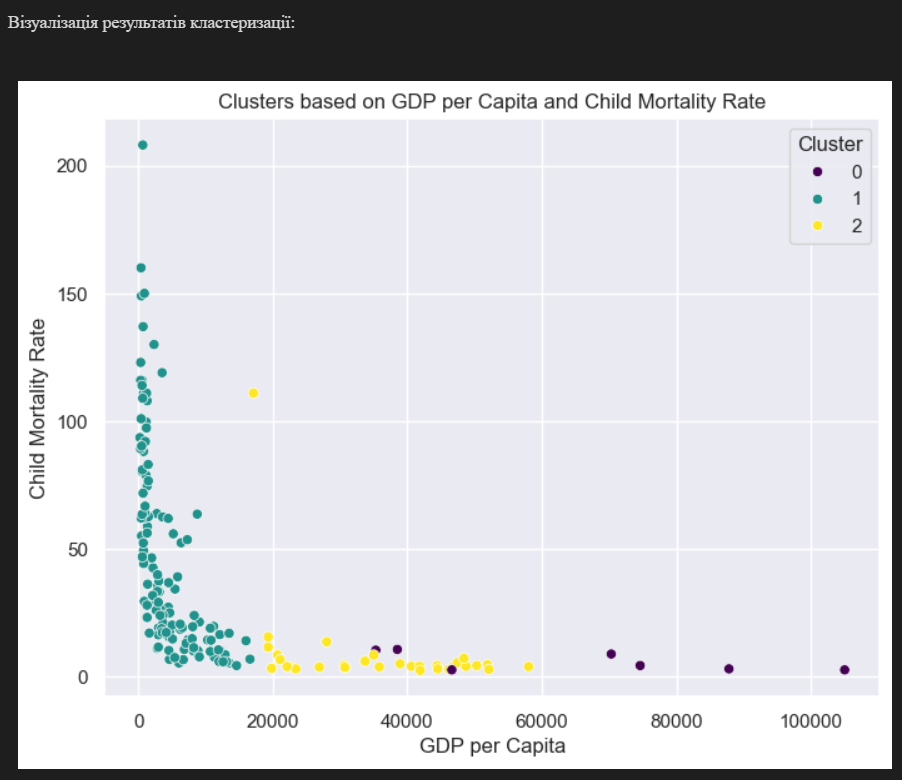 Візуалізація результатів кластеризації:
Clusters based on GDP per Capita and Child Mortality Rate
Cluster
0
1
2
200
150
100
50
0
Child Mortality Rate
0
20000
40000
60000
80000
100000
GDP per Capita